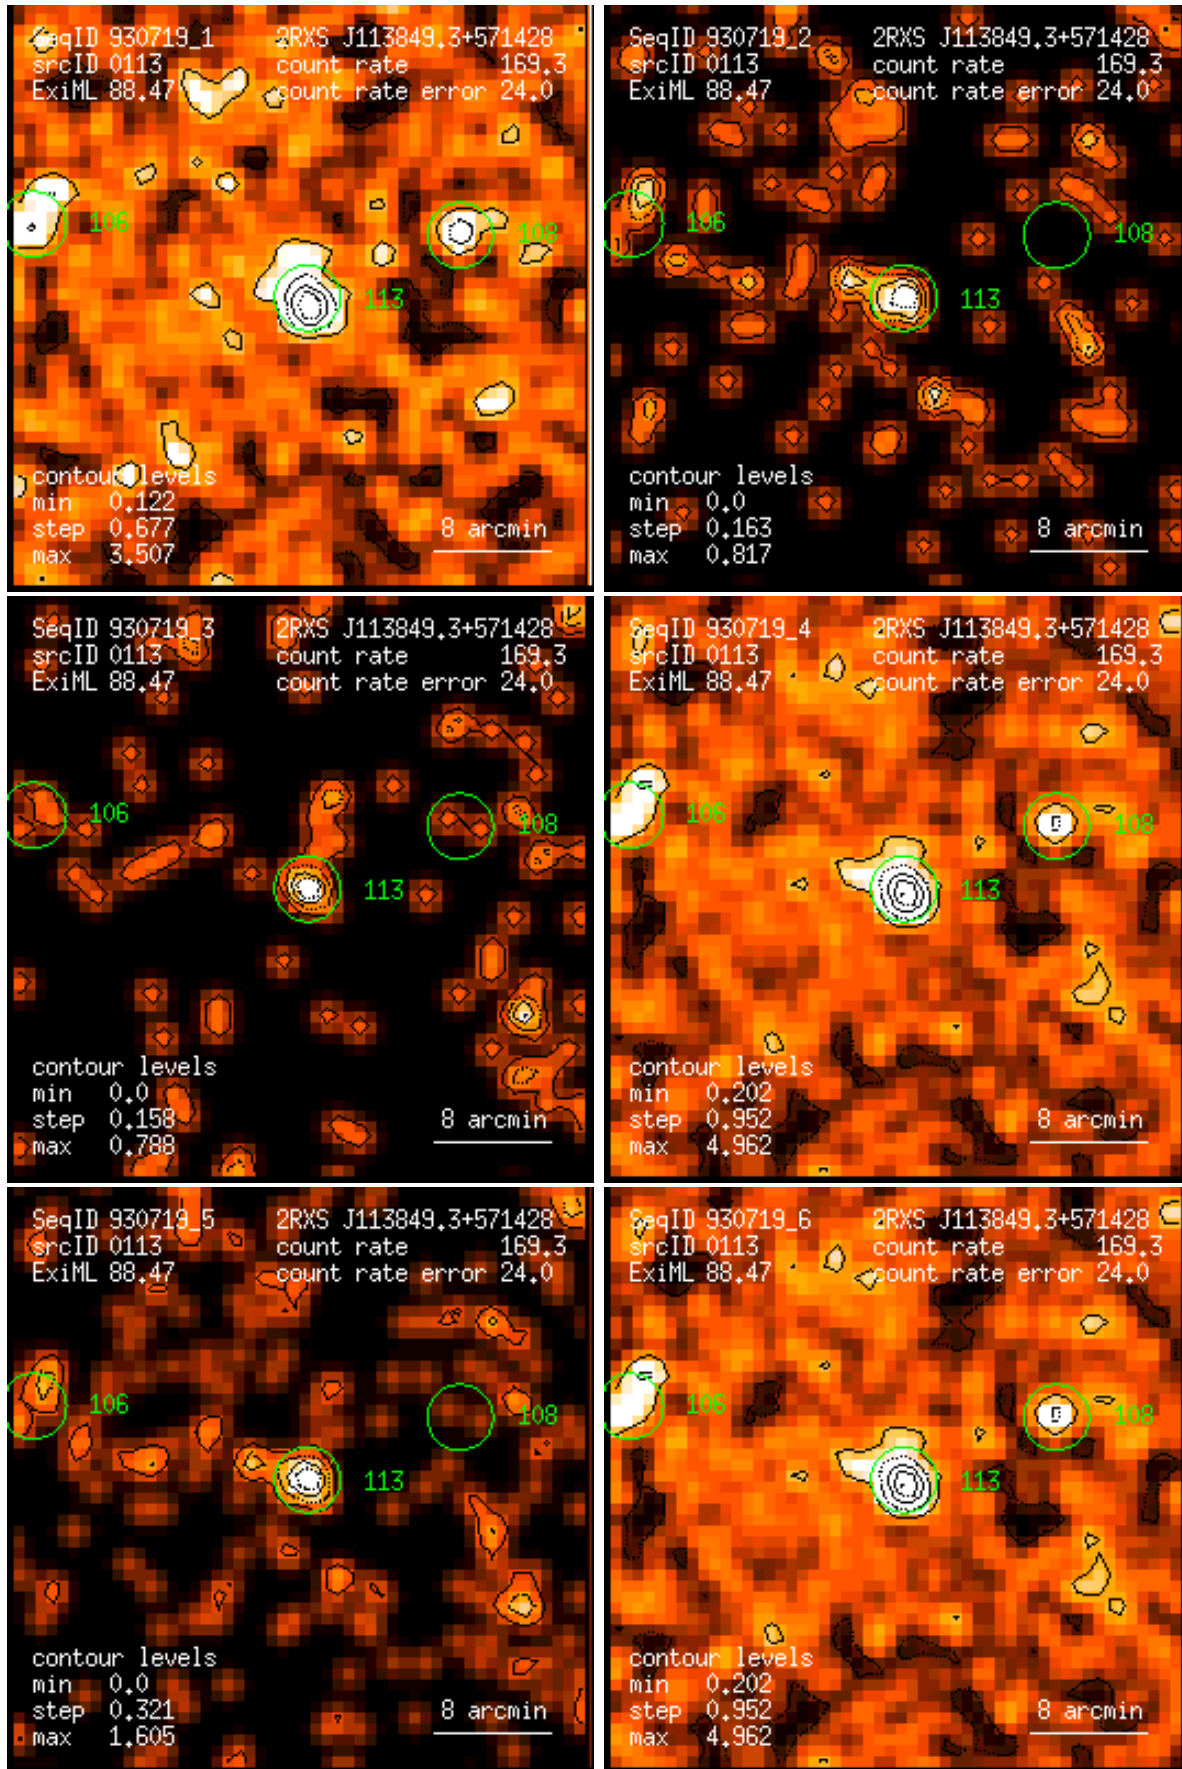 SeqID 930719_1 2RXS J113849.3+571428
srcID 0113 count rate 169.3
ExiML 88.47 count rate error 24.0
106
108
113
contour levels
min 0.122
step 0.677 8 arcmin
max 3.507
SeqID 930719_2 2RXS J113849.3+571428
srcID 0113 count rate 169.3
ExiML 88.47 count rate error 24.0
106
108
113
contour levels
min 0.0
step 0.163 8 arcmin
max 0.817
SeqID 930719_3 2RXS J113849.3+571428
srcID 0113 count rate 169.3
ExiML 88.47 count rate error 24.0
106
108
113
contour levels
min 0.0
step 0.158 8 arcmin
max 0.788
SeqID 930719_4 2RXS J113849.3+571428
srcID 0113 count rate 169.3
ExiML 88.47 count rate error 24.0
106
108
113
contour levels
min 0.202
step 0.952 8 arcmin
max 4.962
SeqID 930719_5 2RXS J113849.3+571428
srcID 0113 count rate 169.3
ExiML 88.47 count rate error 24.0
106
108
113
contour levels
min 0.0
step 0.321 8 arcmin
max 1.605
SeqID 930719_6 2RXS J113849.3+571428
srcID 0113 count rate 169.3
ExiML 88.47 count rate error 24.0
106
108
113
contour levels
min 0.202
step 0.952 8 arcmin
max 4.962